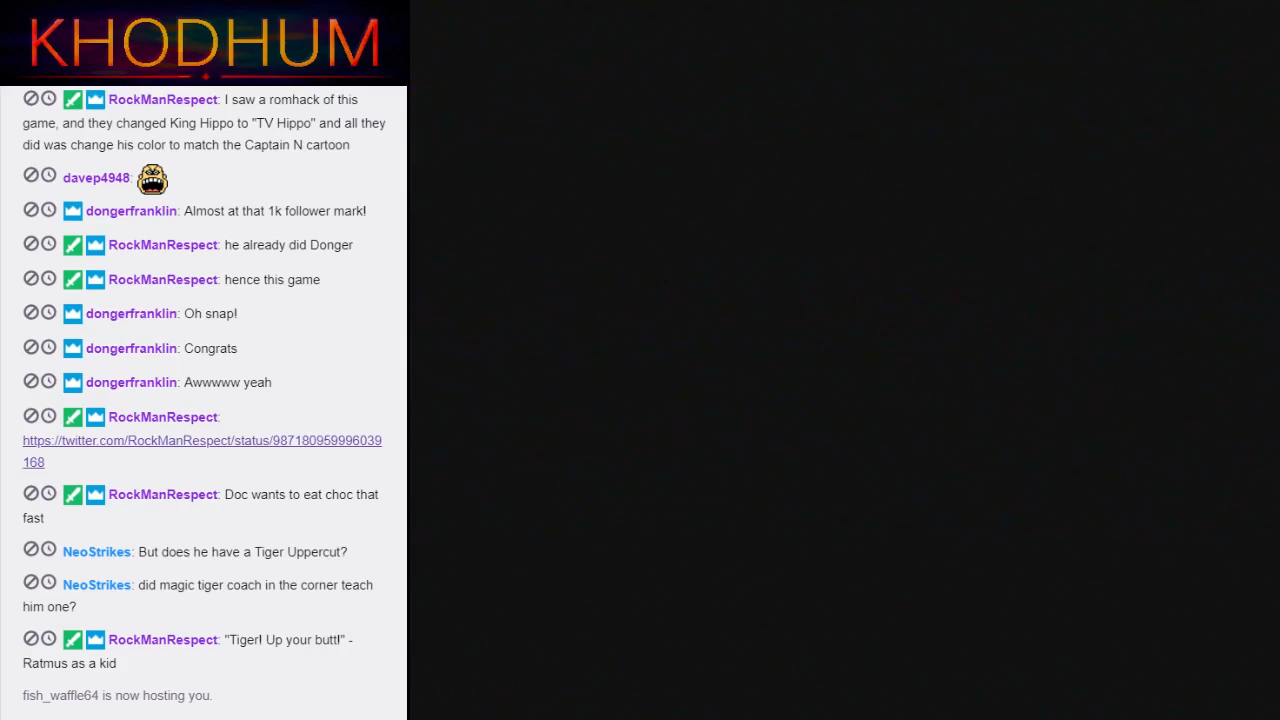 KHODHUM
RockManRespect: I saw a romhack of this
game, and they changed King Hippo to "TV Hippo" and all they
did was change his color to match the Captain N cartoon
davep4948:
dongerfranklin: Almost at that 1k follower mark!
RockManRespect: he already did Donger
RockManRespect: hence this game
dongerfranklin: Oh snap!
dongerfranklin: Congrats
dongerfranklin: Awwwww yeah
RockManRespect:
https://twitter.com/RockManRespect/status/987180959996039
168
RockManRespect: Doc wants to eat choc that
fast
NeoStrikes: But does he have a Tiger Uppercut?
NeoStrikes: did magic tiger coach in the corner teach
him one?
RockManRespect: "Tiger! Up your butt!" -
Ratmus as a kid
fish_waffle64 is now hosting you.